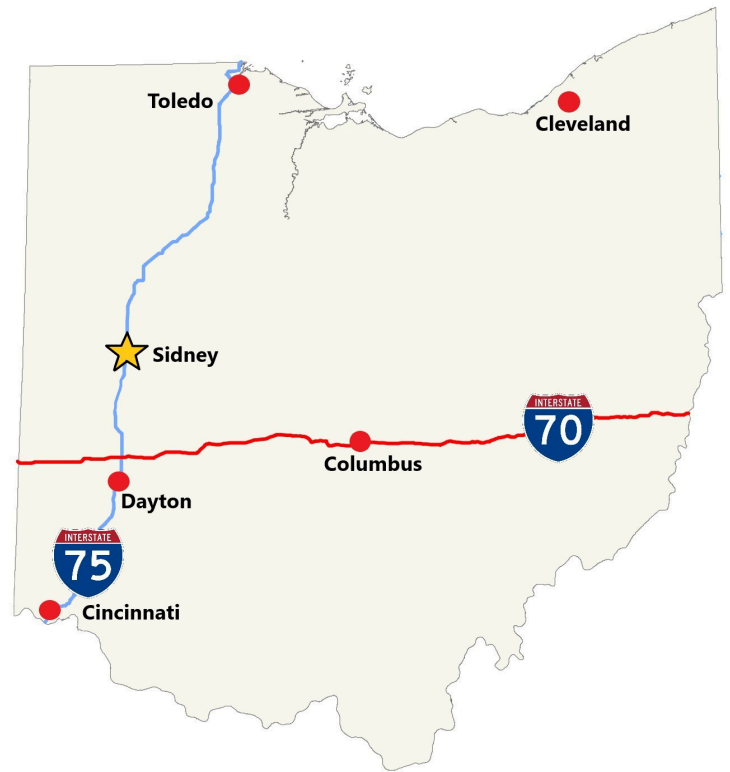 Toledo
Cleveland
Sidney
INTERSTATE
70
Columbus
Dayton
INTERSTATE
75
Cincinnati